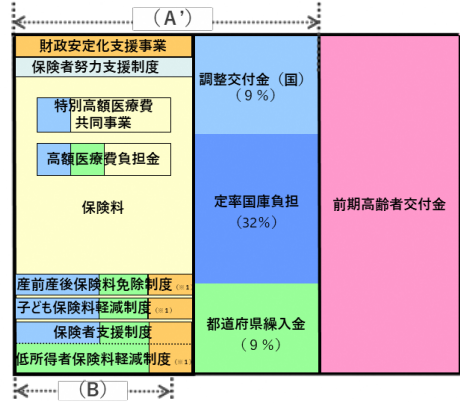 （A’）
財政安定化支援事業
保険者努力支援制度
特別高額医療費
共同事業
高額医療費負担金
保険料
産前産後保険料免除制度（※1）
子ども保険料軽減制度（※1）
保険者支援制度
低所得者保険料軽減制度（※1）
調整交付金（国）
（９％）
定率国庫負担
（32%）
都道府県繰入金
（９％）
前期高齢者交付金
（B）